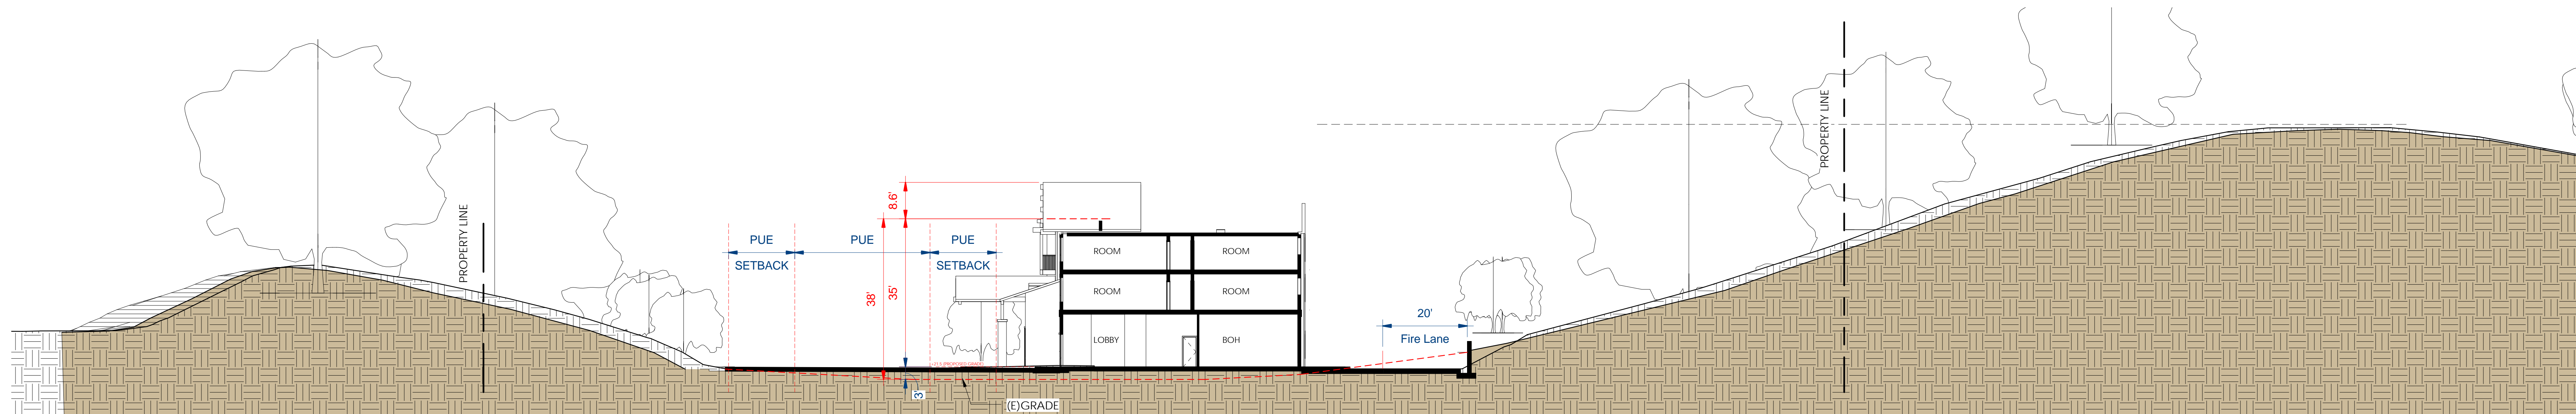 PROPERTY LINE
PUE
SETBACK
PUE
PUE
SETBACK
38'
35'
8.6'
3'
ROOM
ROOM
ROOM
ROOM
LOBBY
BOH
(E)GRADE
20'
Fire Lane
PROPERTY LINE